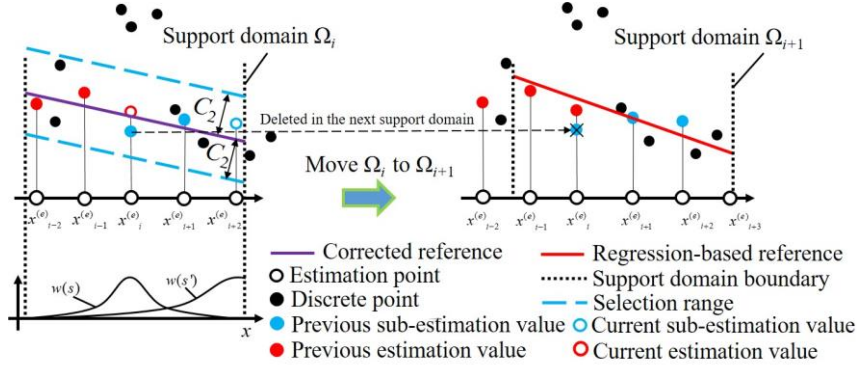 Support domain Ωᵢ
Support domain Ωᵢ₊₁
C₂
C₂
Deleted in the next support domain
Move Ωᵢ to Ωᵢ₊₁
x^(e)_{i-2} x^(e)_{i-1} x^(e)_i x^(e)_{i+1} x^(e)_{i+2}
x^(e)_{i-2} x^(e)_{i-1} x^(e)_i x^(e)_{i+1} x^(e)_{i+2} x^(e)_{i+3}
w(s) w(s')
x
Corrected reference
Estimation point
Discrete point
Previous sub-estimation value
Previous estimation value
Regression-based reference
Support domain boundary
Selection range
Current sub-estimation value
Current estimation value